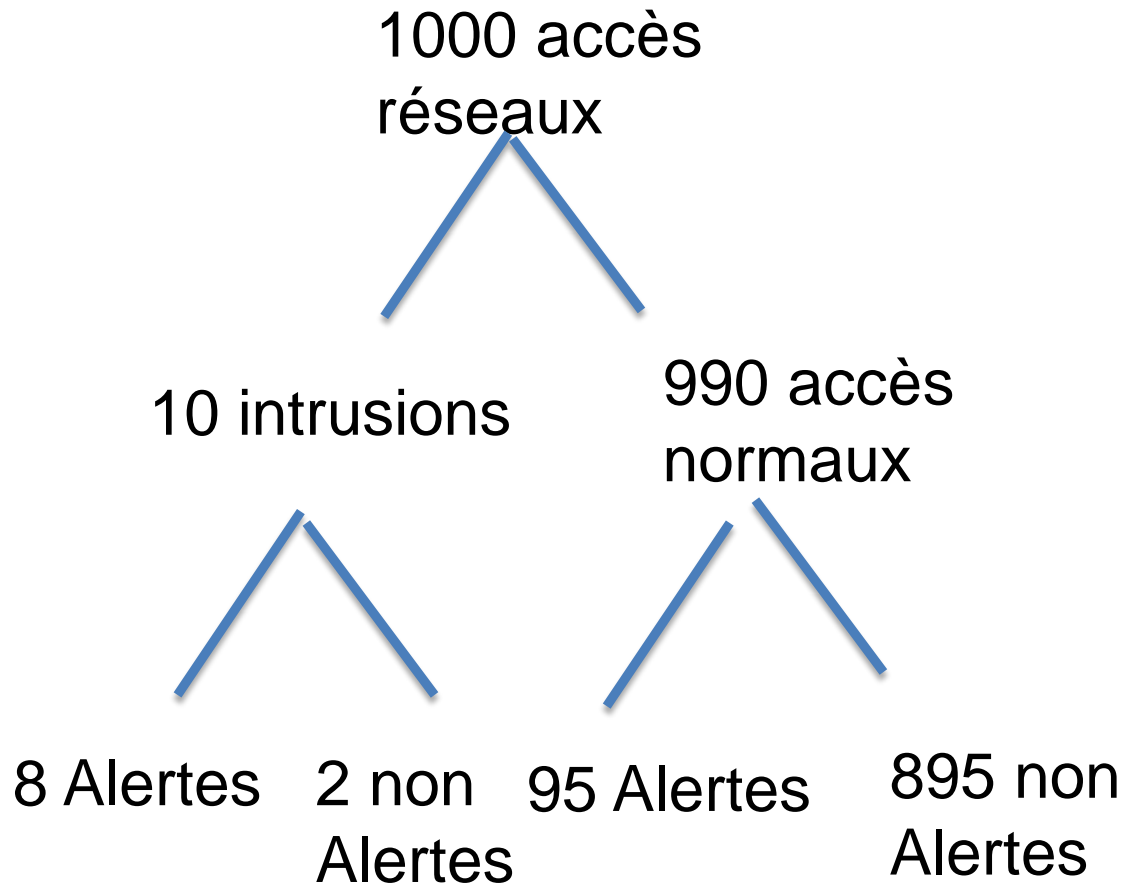 1000 accès
réseaux
10 intrusions
990 accès
normaux
8 Alertes
2 non
Alertes
95 Alertes
895 non
Alertes